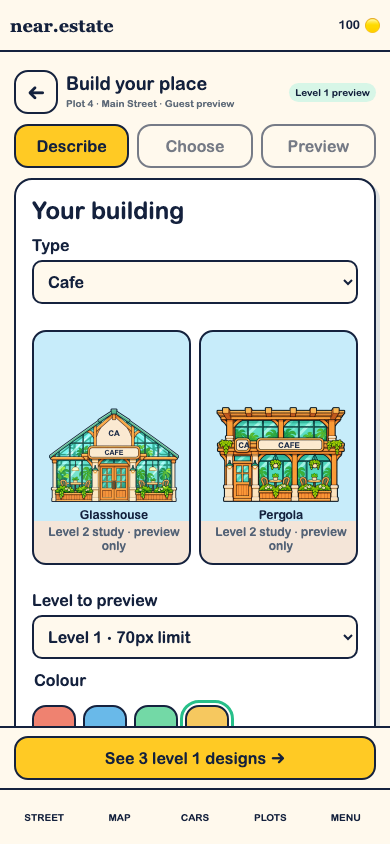 near.estate
100
Build your place
Plot 4 · Main Street · Guest preview
Level 1 preview
Describe
Choose
Preview
Your building
Type
Cafe
CA
CAFE
Glasshouse
Level 2 study · preview
only
CA
CAFE
Pergola
Level 2 study · preview
only
Level to preview
Level 1 · 70px limit
Colour
See 3 level 1 designs →
STREET
MAP
CARS
PLOTS
MENU